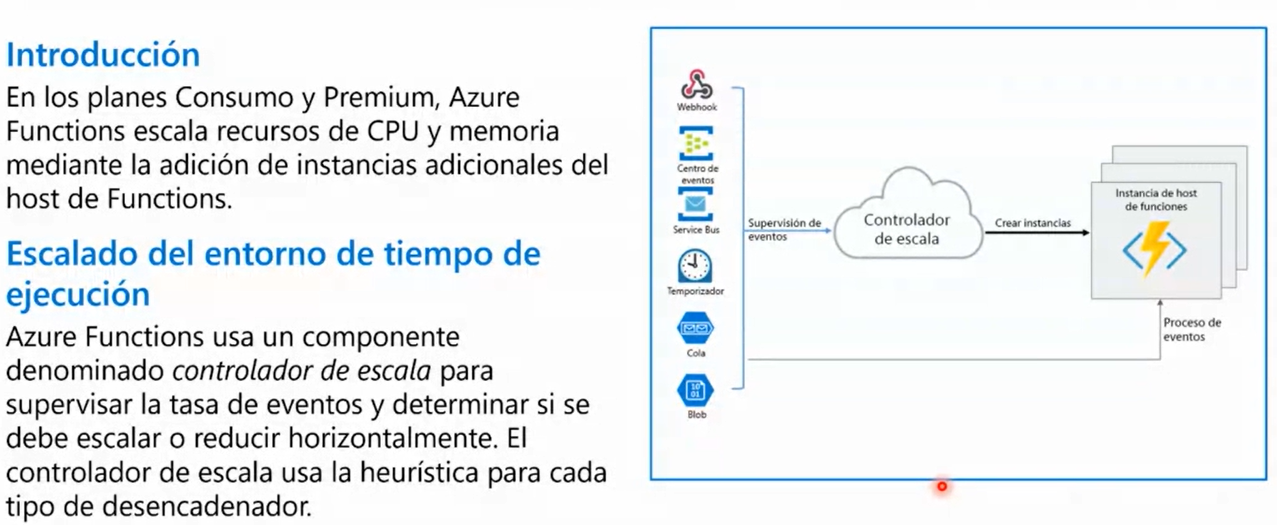 Introducción
En los planes Consumo y Premium, Azure
Functions escala recursos de CPU y memoria
mediante la adición de instancias adicionales del
host de Functions.
Escalado del entorno de tiempo de
ejecución
Azure Functions usa un componente
denominado controlador de escala para
supervisar la tasa de eventos y determinar si se
debe escalar o reducir horizontalmente. El
controlador de escala usa la heurística para cada
tipo de desencadenador.
Webhook
Centro de
eventos
Service Bus
Temporizador
Cola
10
01
Blob
Supervisión de
eventos
Controlador
de escala
Crear instancias
Instancia de host
de funciones
Proceso de
eventos